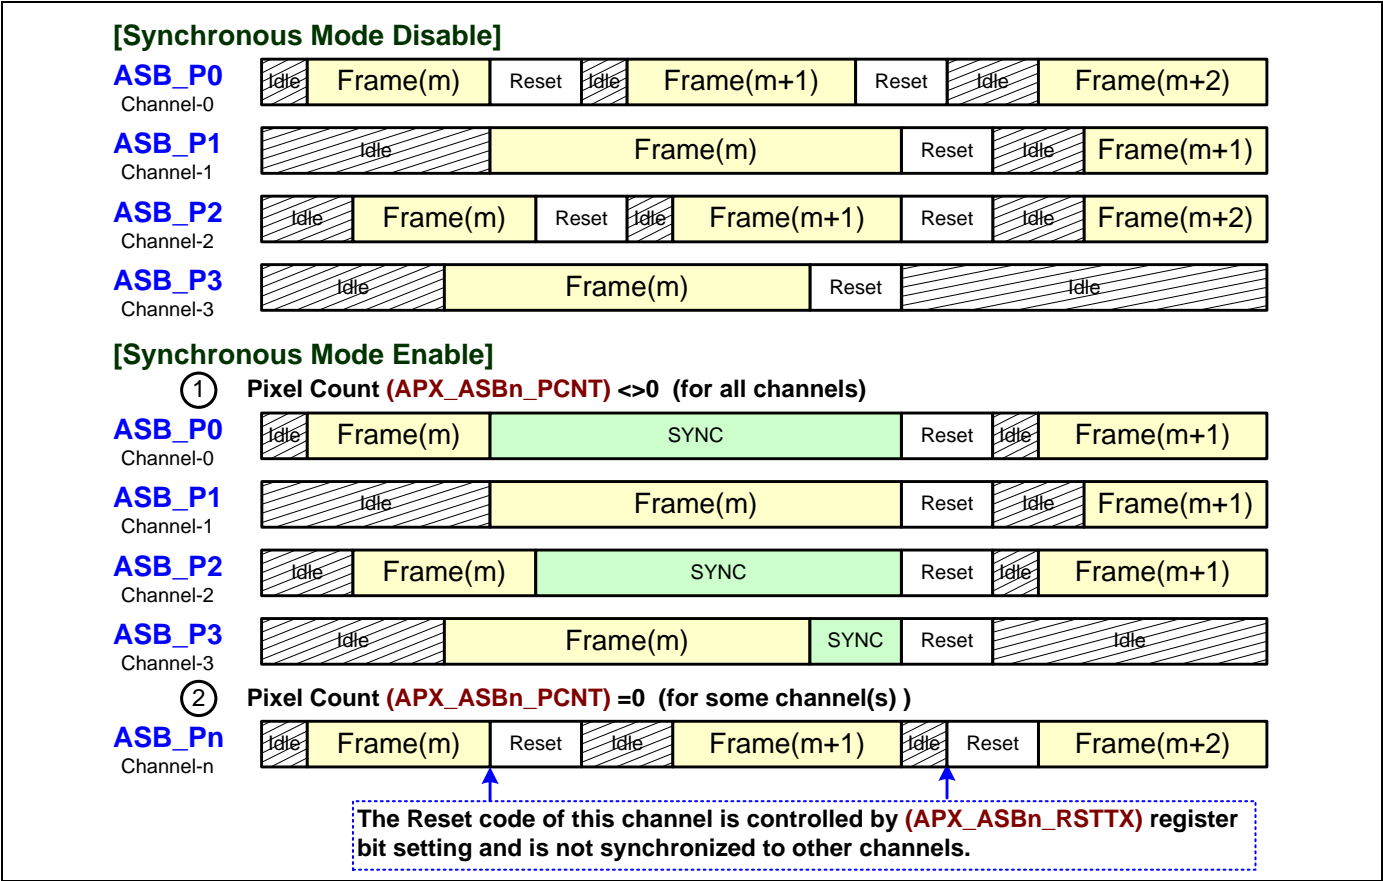 [Synchronous Mode Disable]
ASB_P0 Idle Frame(m) Reset Idle Frame(m+1) Reset Idle Frame(m+2)
Channel-0
ASB_P1 Idle Frame(m) Reset Idle Frame(m+1)
Channel-1
ASB_P2 Idle Frame(m) Reset Idle Frame(m+1) Reset Idle Frame(m+2)
Channel-2
ASB_P3 Idle Frame(m) Reset Idle
Channel-3
[Synchronous Mode Enable]
1 Pixel Count (APX_ASBn_PCNT) <>0 (for all channels)
ASB_P0 Idle Frame(m) SYNC Reset Idle Frame(m+1)
Channel-0
ASB_P1 Idle Frame(m) Reset Idle Frame(m+1)
Channel-1
ASB_P2 Idle Frame(m) SYNC Reset Idle Frame(m+1)
Channel-2
ASB_P3 Idle Frame(m) SYNC Reset Idle
Channel-3
2 Pixel Count (APX_ASBn_PCNT) =0 (for some channel(s) )
ASB_Pn Idle Frame(m) Reset Idle Frame(m+1) Idle Reset Frame(m+2)
Channel-n
The Reset code of this channel is controlled by (APX_ASBn_RSTTX) register
bit setting and is not synchronized to other channels.